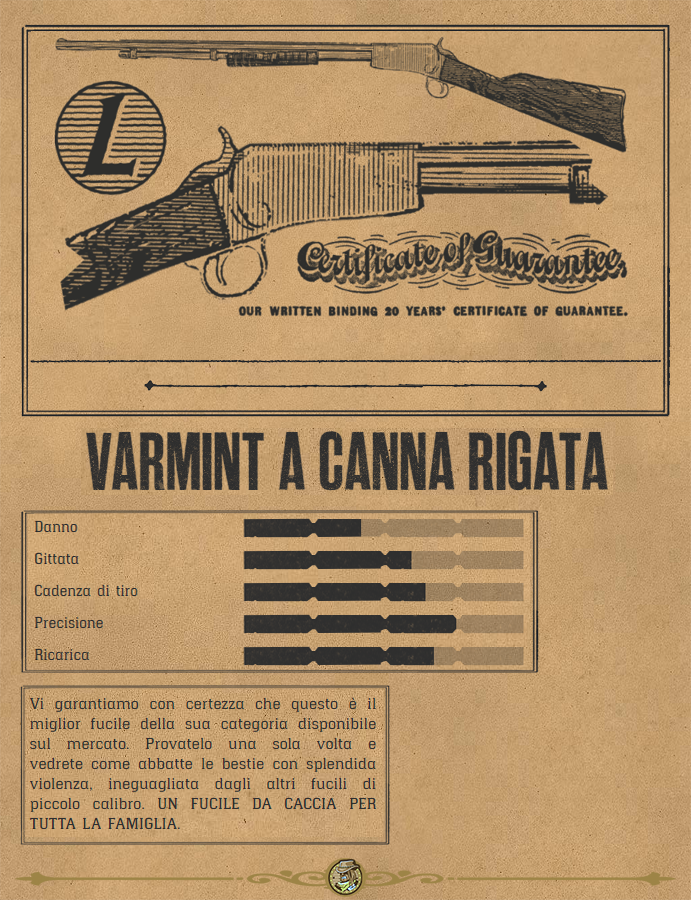 L
Certificate of Guarantee.
OUR WRITTEN BINDING 20 YEARS' CERTIFICATE OF GUARANTEE.
VARMINT A CANNA RIGATA
Danno
Gittata
Cadenza di tiro
Precisione
Ricarica
Vi garantiamo con certezza che questo è il
miglior fucile della sua categoria disponibile
sul mercato. Provatelo una sola volta e
vedrete come abbatte le bestie con splendida
violenza, ineguagliata dagli altri fucili di
piccolo calibro. UN FUCILE DA CACCIA PER
TUTTA LA FAMIGLIA.